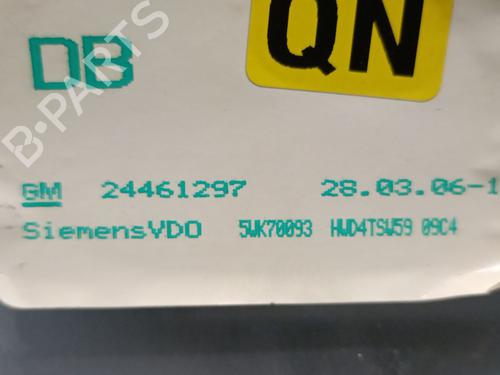 DB
QN
B-PARTS
GM 24461297 28.03.06-1
SiemensVDO 5WK70093 HWD4TSW59 09C4